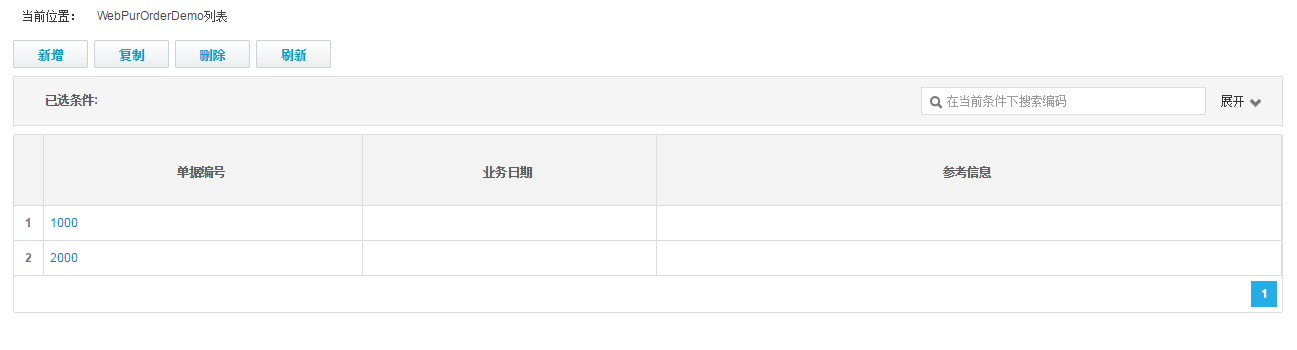 当前位置： WebPurOrderDemo列表
新增 复制 删除 刷新
已选条件: 在当前条件下搜索编码 展开
单据编号 业务日期 参考信息
1 1000
2 2000
1